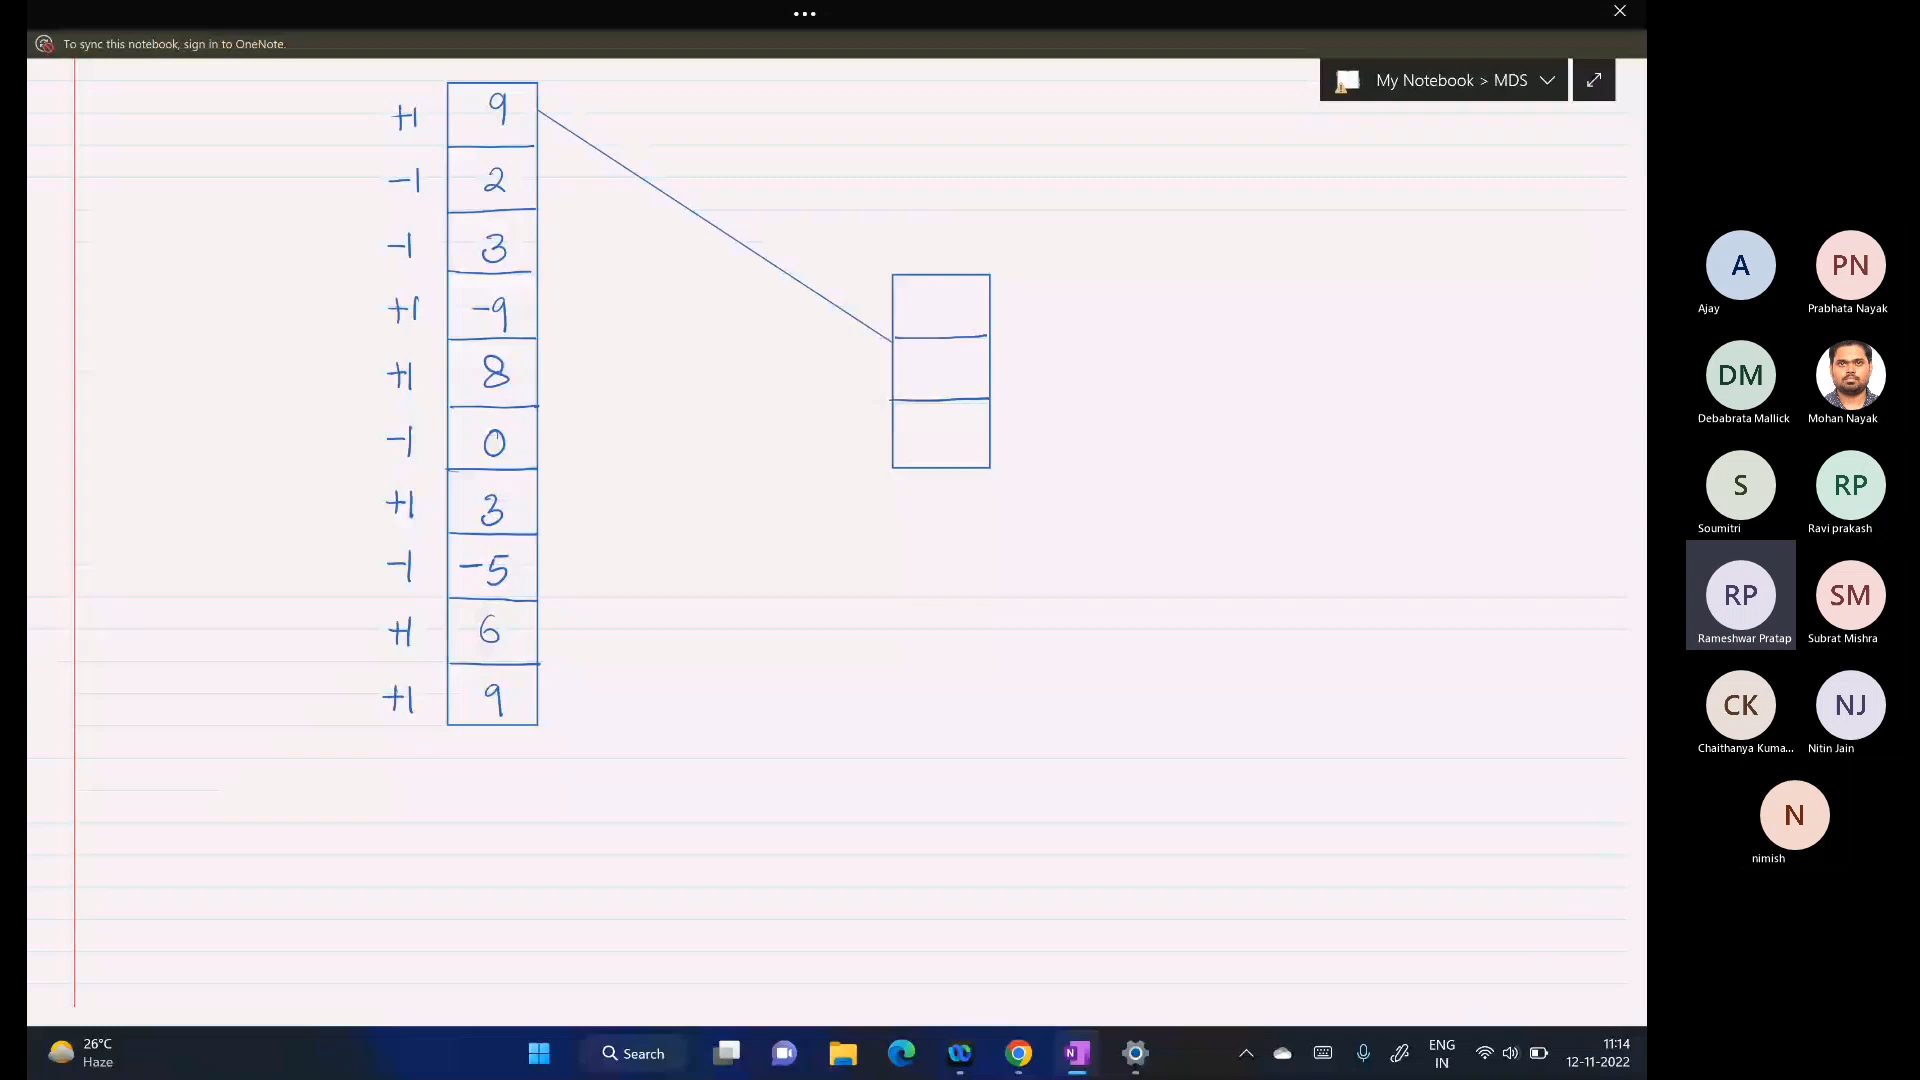 To sync this notebook, sign in to OneNote.
My Notebook > MDS
+1 9
-1 2
-1 3
+1 -9
+1 8
-1 0
+1 3
-1 -5
+1 6
+1 9
A
Ajay
PN
Prabhata Nayak
DM
Debabrata Mallick
Mohan Nayak
S
Soumitri
RP
Ravi prakash
RP
Rameshwar Pratap
SM
Subrat Mishra
CK
Chaithanya Kuma...
NJ
Nitin Jain
N
nimish
26°C
Haze
Search
ENG
IN
11:14
12-11-2022